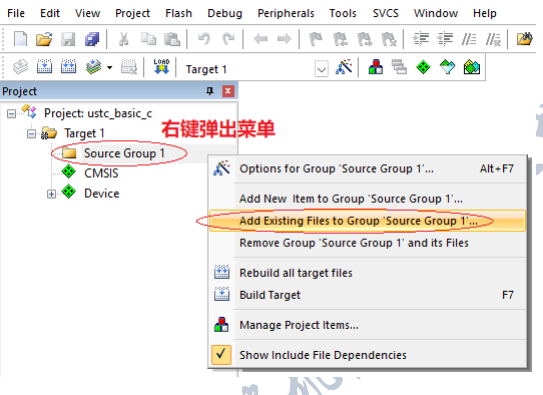 File Edit View Project Flash Debug Peripherals Tools SVCS Window Help
LOAD Target 1
Project
Project: ustc_basic_c
Target 1
右键弹出菜单
Source Group 1
CMSIS
Device
Options for Group 'Source Group 1'... Alt+F7
Add New Item to Group 'Source Group 1'...
Add Existing Files to Group 'Source Group 1'...
Remove Group 'Source Group 1' and its Files
Rebuild all target files
Build Target F7
Manage Project Items...
Show Include File Dependencies